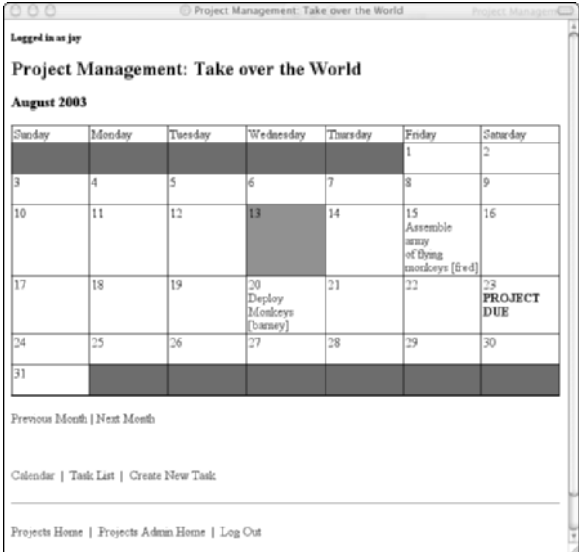 Project Management: Take over the World
Project Managem
Logged in as jay
Project Management: Take over the World
August 2003
Sunday Monday Tuesday Wednesday Thursday Friday Saturday
1 2
3 4 5 6 7 8 9
10 11 12 13 14 15 16
Assemble
army
of flying
monkeys [fred]
17 18 19 20 21 22 23
Deploy PROJECT
Monkeys DUE
[barney]
24 25 26 27 28 29 30
31
Previous Month | Next Month
Calendar | Task List | Create New Task
Projects Home | Projects Admin Home | Log Out